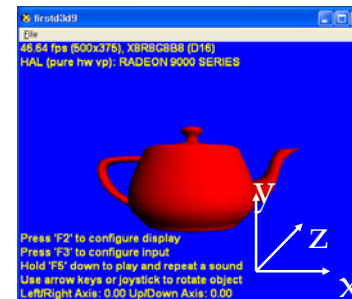 firstd3d9
File
46.64 fps (500x375), X8R8G8B8 (D16)
HAL (pure hw vp): RADEON 9000 SERIES
y
z
x
Press 'F2' to configure display
Press 'F3' to configure input
Hold 'F5' down to play and repeat a sound
Use arrow keys or joystick to rotate object
Left/Right Axis: 0.00 Up/Down Axis: 0.00